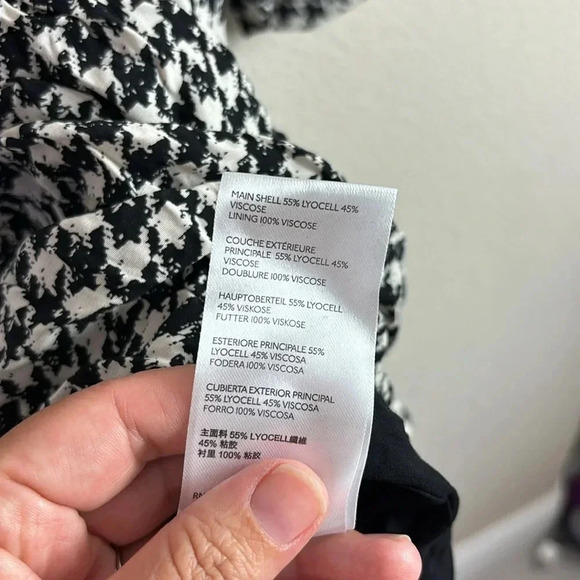 MAIN SHELL 55% LYOCELL 45%
VISCOSE
LINING 100% VISCOSE
COUCHE EXTÉRIEURE
PRINCIPALE 55% LYOCELL 45%
VISCOSE
DOUBLURE 100% VISCOSE
HAUPTOBERTEIL 55% LYOCELL
45% VISKOSE
FUTTER 100% VISKOSE
ESTERIORE PRINCIPALE 55%
LYOCELL 45% VISCOSA
FODERA 100% VISCOSA
CUBIERTA EXTERIOR PRINCIPAL
55% LYOCELL 45% VISCOSA
FORRO 100% VISCOSA
主面料 55% LYOCELL纖維
45% 粘胶
衬里 100% 粘胶
RN